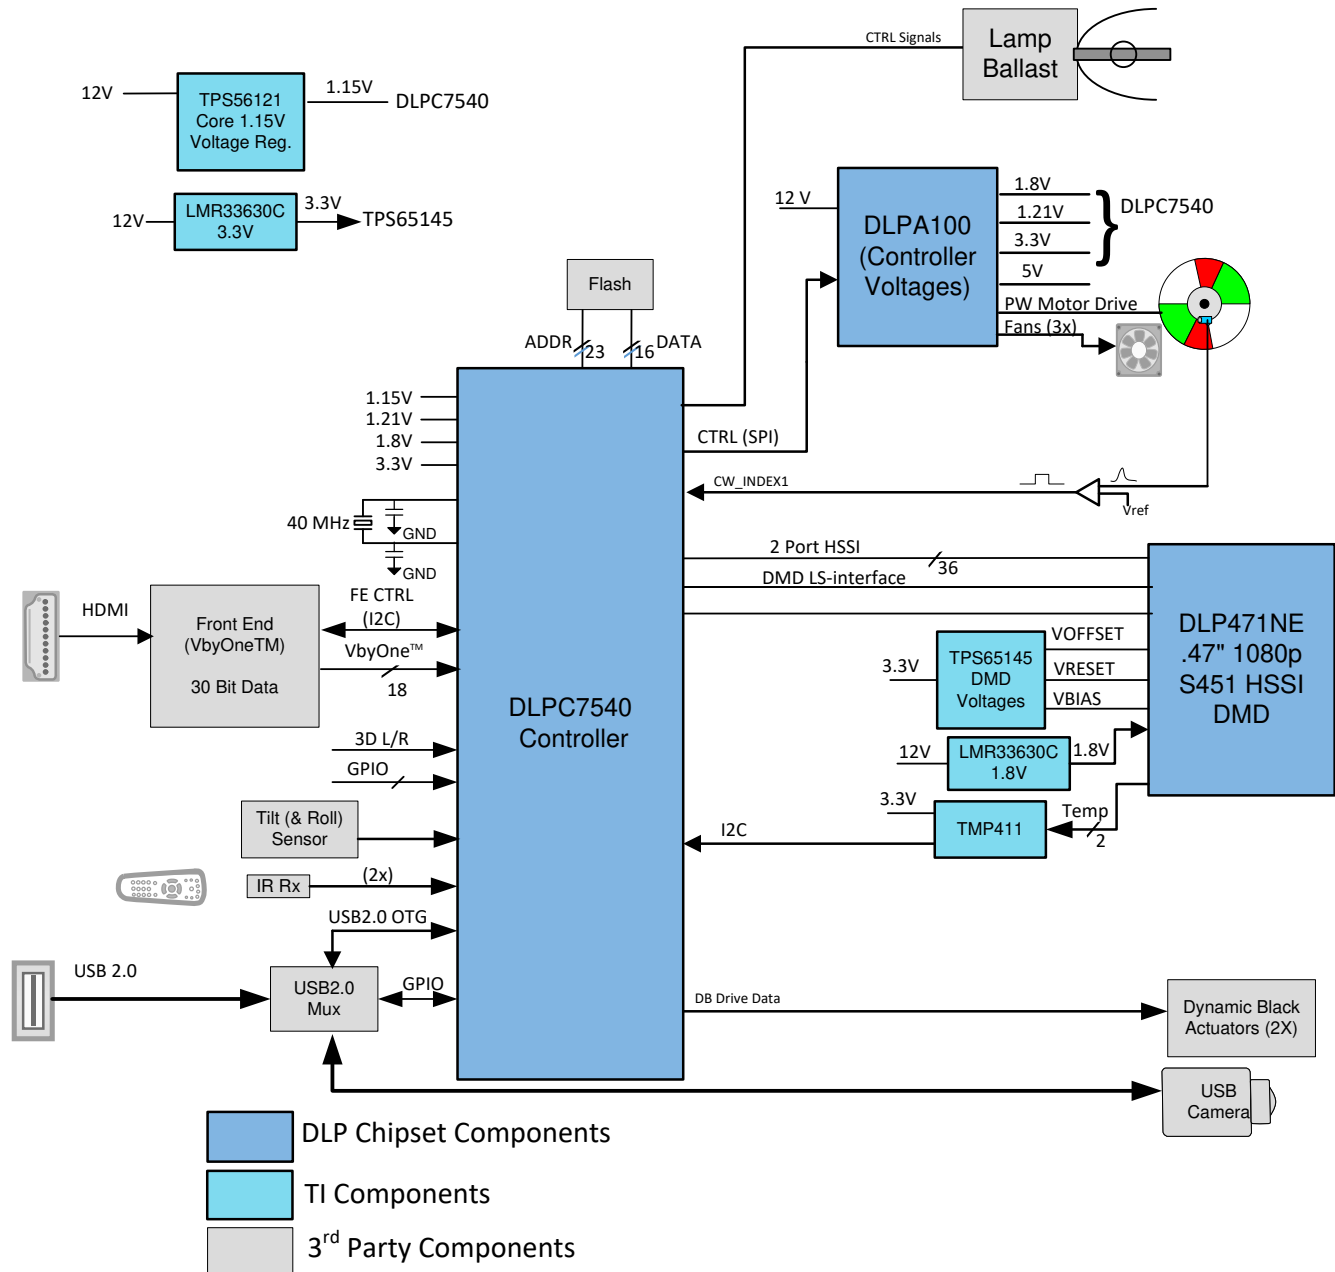 CTRL Signals
Lamp
Ballast
12V
TPS56121
Core 1.15V
Voltage Reg.
1.15V
DLPC7540
12V
LMR33630C
3.3V
3.3V
TPS65145
12 V
DLPA100
(Controller
Voltages)
1.8V
1.21V
3.3V
5V
DLPC7540
PW Motor Drive
Fans (3x)
Flash
ADDR
23
16
DATA
1.15V
1.21V
1.8V
3.3V
40 MHz
GND
GND
CTRL (SPI)
CW_INDEX1
Vref
2 Port HSSI
36
DMD LS-interface
HDMI
Front End
(VbyOneTM)
30 Bit Data
FE CTRL
(I2C)
VbyOne™
18
DLPC7540
Controller
3.3V
TPS65145
DMD
Voltages
VOFFSET
VRESET
VBIAS
DLP471NE
.47" 1080p
S451 HSSI
DMD
12V
LMR33630C
1.8V
1.8V
3.3V
TMP411
Temp
2
I2C
3D L/R
GPIO
Tilt (& Roll)
Sensor
IR Rx
(2x)
USB2.0 OTG
USB 2.0
USB2.0
Mux
GPIO
DB Drive Data
Dynamic Black
Actuators (2X)
USB
Camera
DLP Chipset Components
TI Components
3rd Party Components